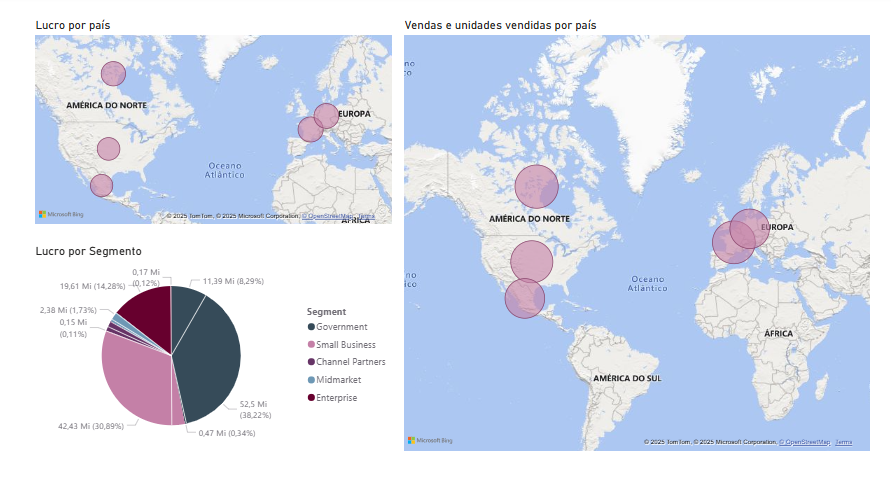 Lucro por país
AMÉRICA DO NORTE
EUROPA
Oceano
Atlântico
Microsoft Bing
© 2025 TomTom, © 2025 Microsoft Corporation, © OpenStreetMap Terms
ÁFRICA
Lucro por Segmento
0,17 Mi
(0,12%)
11,39 Mi (8,29%)
19,61 Mi (14,28%)
2,38 Mi (1,73%)
0,15 Mi
(0,11%)
52,5 Mi
(38,22%)
42,43 Mi (30,89%)
0,47 Mi (0,34%)
Segment
Government
Small Business
Channel Partners
Midmarket
Enterprise
Vendas e unidades vendidas por país
no
co
AMÉRICA DO NORTE
EUROPA
no
ico
Oceano
Atlântico
ÁFRICA
AMÉRICA DO SUL
Microsoft Bing
© 2025 TomTom, © 2025 Microsoft Corporation, © OpenStreetMap Terms